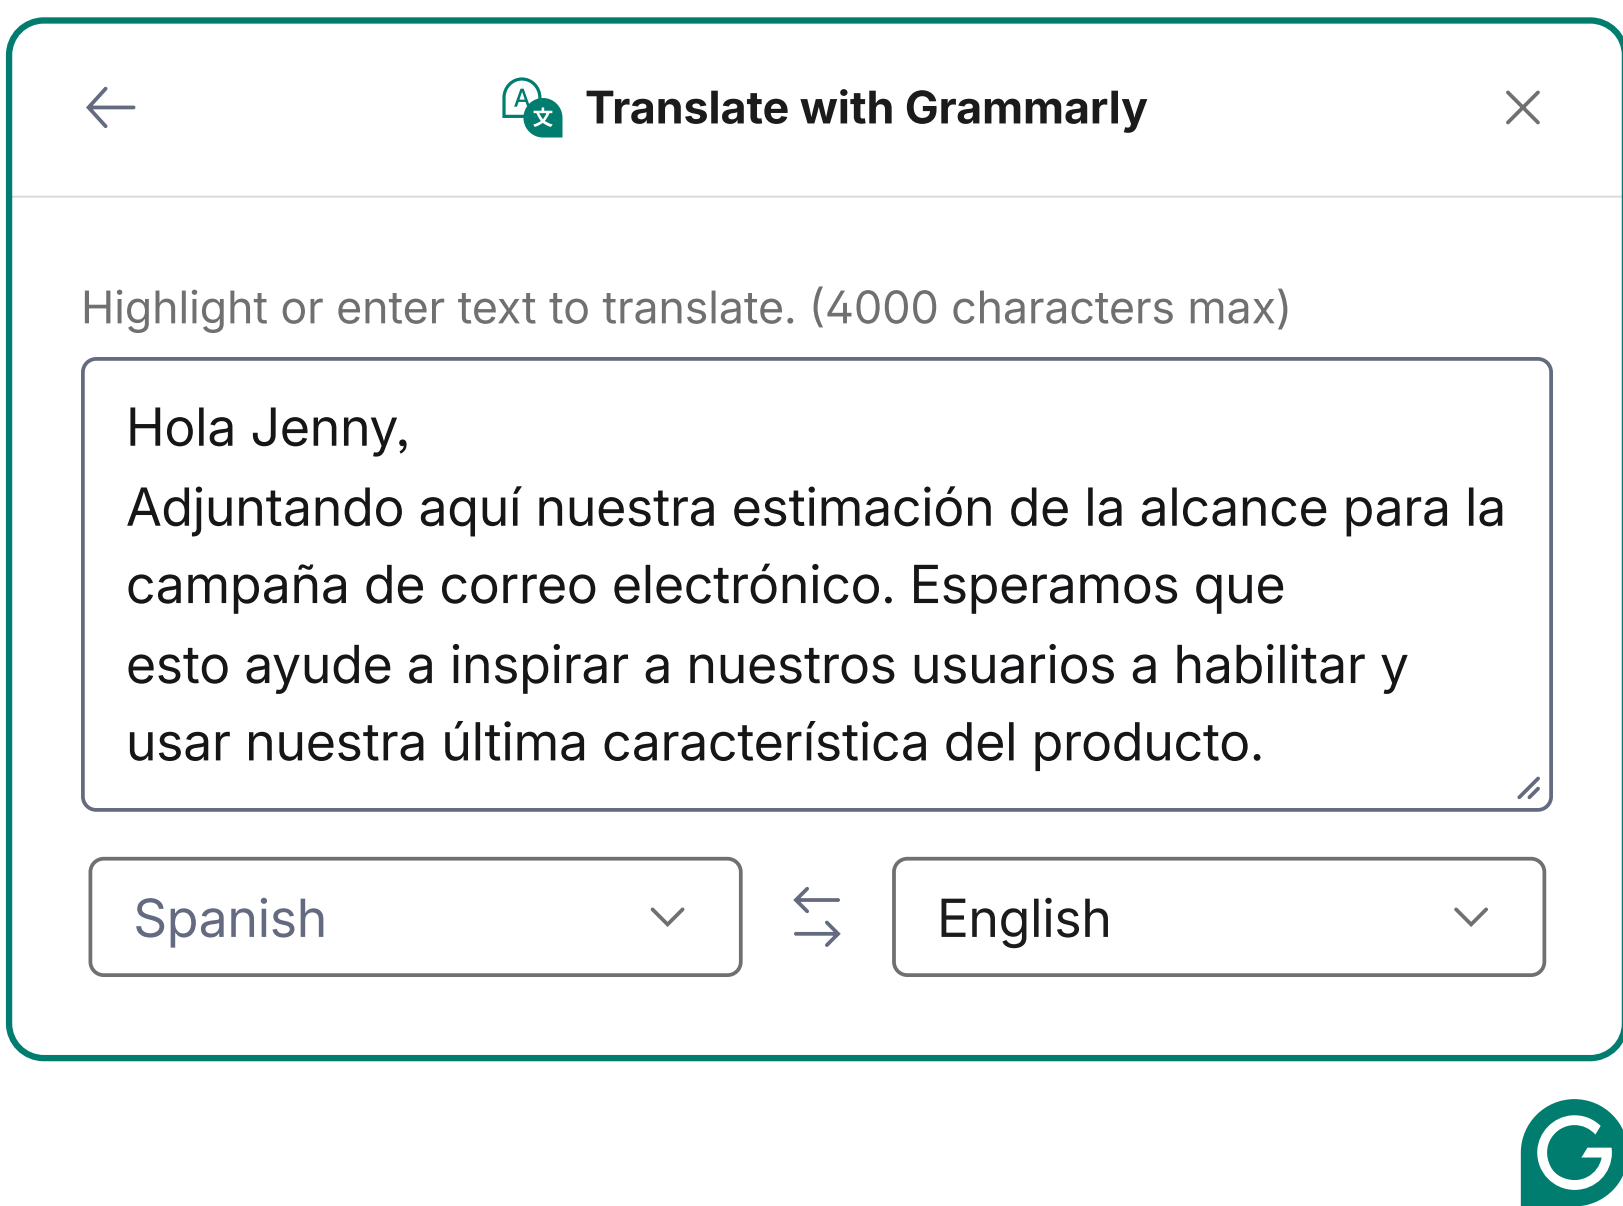 A
文
Translate with Grammarly
Highlight or enter text to translate. (4000 characters max)
Hola Jenny,
Adjuntando aquí nuestra estimación de la alcance para la
campaña de correo electrónico. Esperamos que
esto ayude a inspirar a nuestros usuarios a habilitar y
usar nuestra última característica del producto.
Spanish
English
G